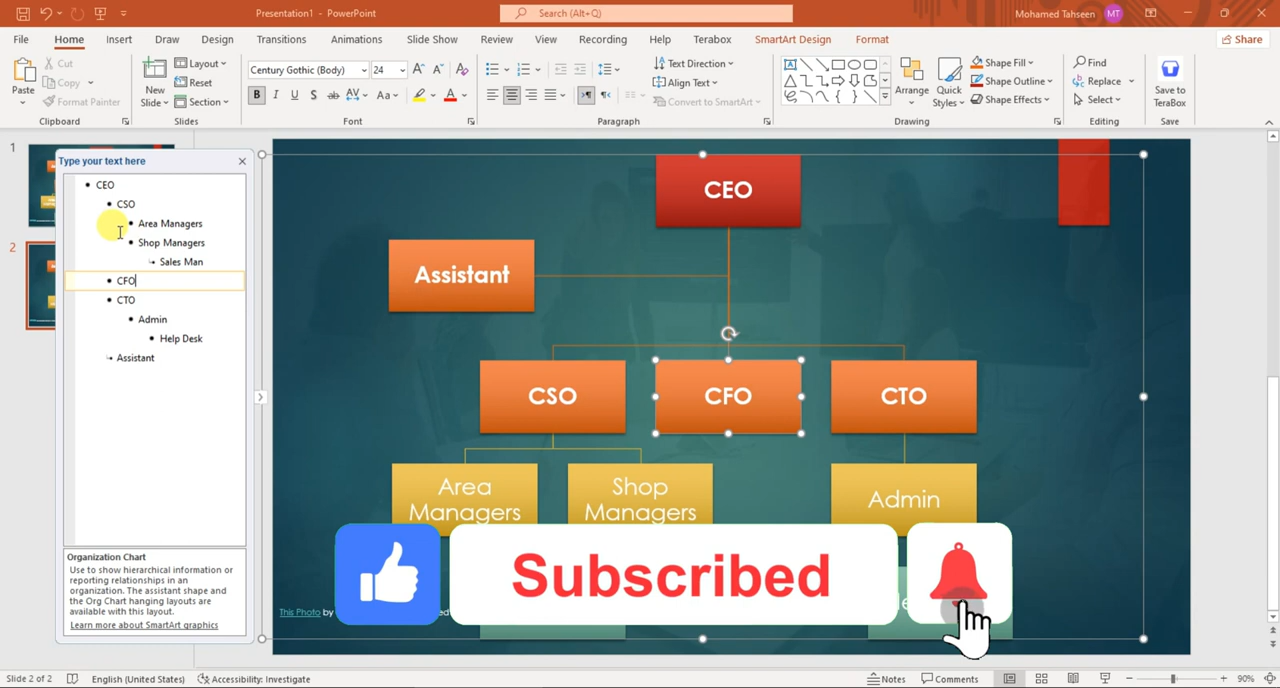 Presentation1 - PowerPoint
Search (Alt+Q)
Mohamed Tahseen
MT
File
Home
Insert
Draw
Design
Transitions
Animations
Slide Show
Review
View
Recording
Help
Terabox
SmartArt Design
Format
Share
Paste
Cut
Copy
Format Painter
Clipboard
New
Slide
Layout
Reset
Section
Slides
Century Gothic (Body)
24
Font
Text Direction
Align Text
Convert to SmartArt
Paragraph
Arrange
Quick
Styles
Shape Fill
Shape Outline
Shape Effects
Drawing
Find
Replace
Select
Editing
Save to
TeraBox
Save
1
2
Type your text here
CEO
CSO
Area Managers
Shop Managers
Sales Man
CFO
CTO
Admin
Help Desk
Assistant
Organization Chart
Use to show hierarchical information or
reporting relationships in an
organization. The assistant shape and
the Org Chart hanging layouts are
available with this layout.
Learn more about SmartArt graphics
CEO
Assistant
CSO
CFO
CTO
Area
Managers
Shop
Managers
Admin
This Photo by
Subscribed
Slide 2 of 2
English (United States)
Accessibility: Investigate
Notes
Comments
90%